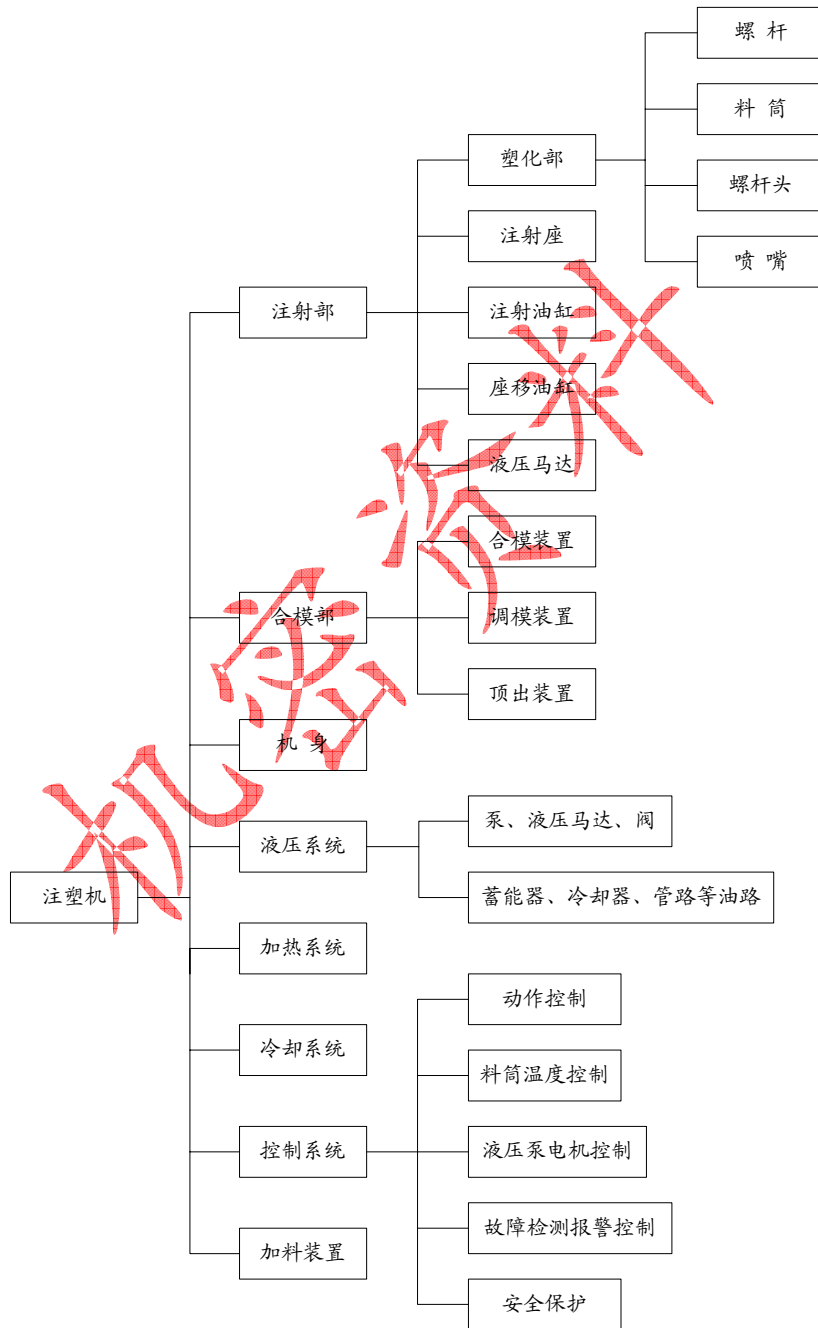 螺 杆
料 筒
塑化部
螺杆头
注射座
喷 嘴
注射部
注射油缸
座移油缸
液压马达
合模装置
合模部
调模装置
顶出装置
机 身
液压系统
泵、液压马达、阀
注塑机
蓄能器、冷却器、管路等油路
加热系统
动作控制
冷却系统
料筒温度控制
控制系统
液压泵电机控制
故障检测报警控制
加料装置
安全保护
机密资料